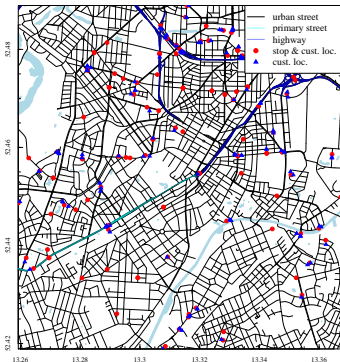 urban street
primary street
highway
stop & cust. loc.
cust. loc.
52.48
52.46
52.44
52.42
13.26 13.28 13.3 13.32 13.34 13.36